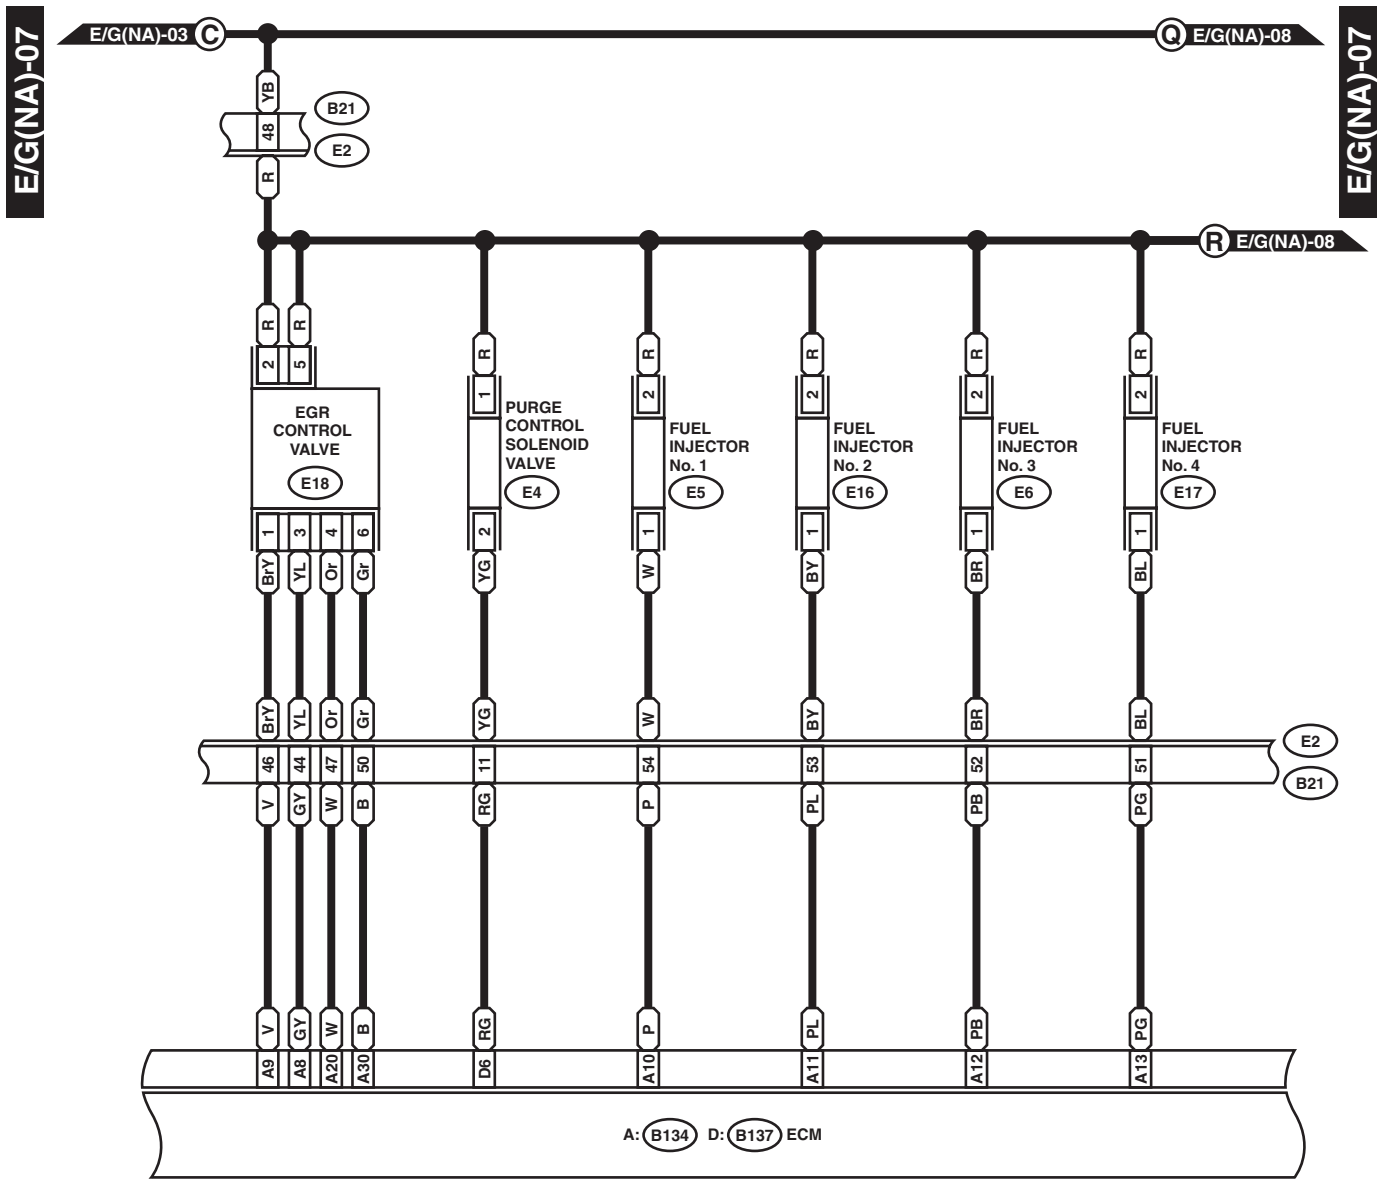 E/G(NA)-07
E/G(NA)-03 C
Q E/G(NA)-08
E/G(NA)-07
YB
48
R
B21
E2
R E/G(NA)-08
R R
2 5
EGR
CONTROL
VALVE
E18
1 3 4 6
BrY YL Or Gr
R
1
PURGE
CONTROL
SOLENOID
VALVE
E4
2
YG
R
2
FUEL
INJECTOR
No. 1
E5
1
W
R
2
FUEL
INJECTOR
No. 2
E16
1
BY
R
2
FUEL
INJECTOR
No. 3
E6
1
BR
R
2
FUEL
INJECTOR
No. 4
E17
1
BL
BrY YL Or Gr YG W BY BR BL
46 44 47 50 11 54 53 52 51
E2
B21
V GY W B RG P PL PB PG
V GY W B RG P PL PB PG
A9 A8 A20 A30 D6 A10 A11 A12 A13
A: B134 D: B137 ECM